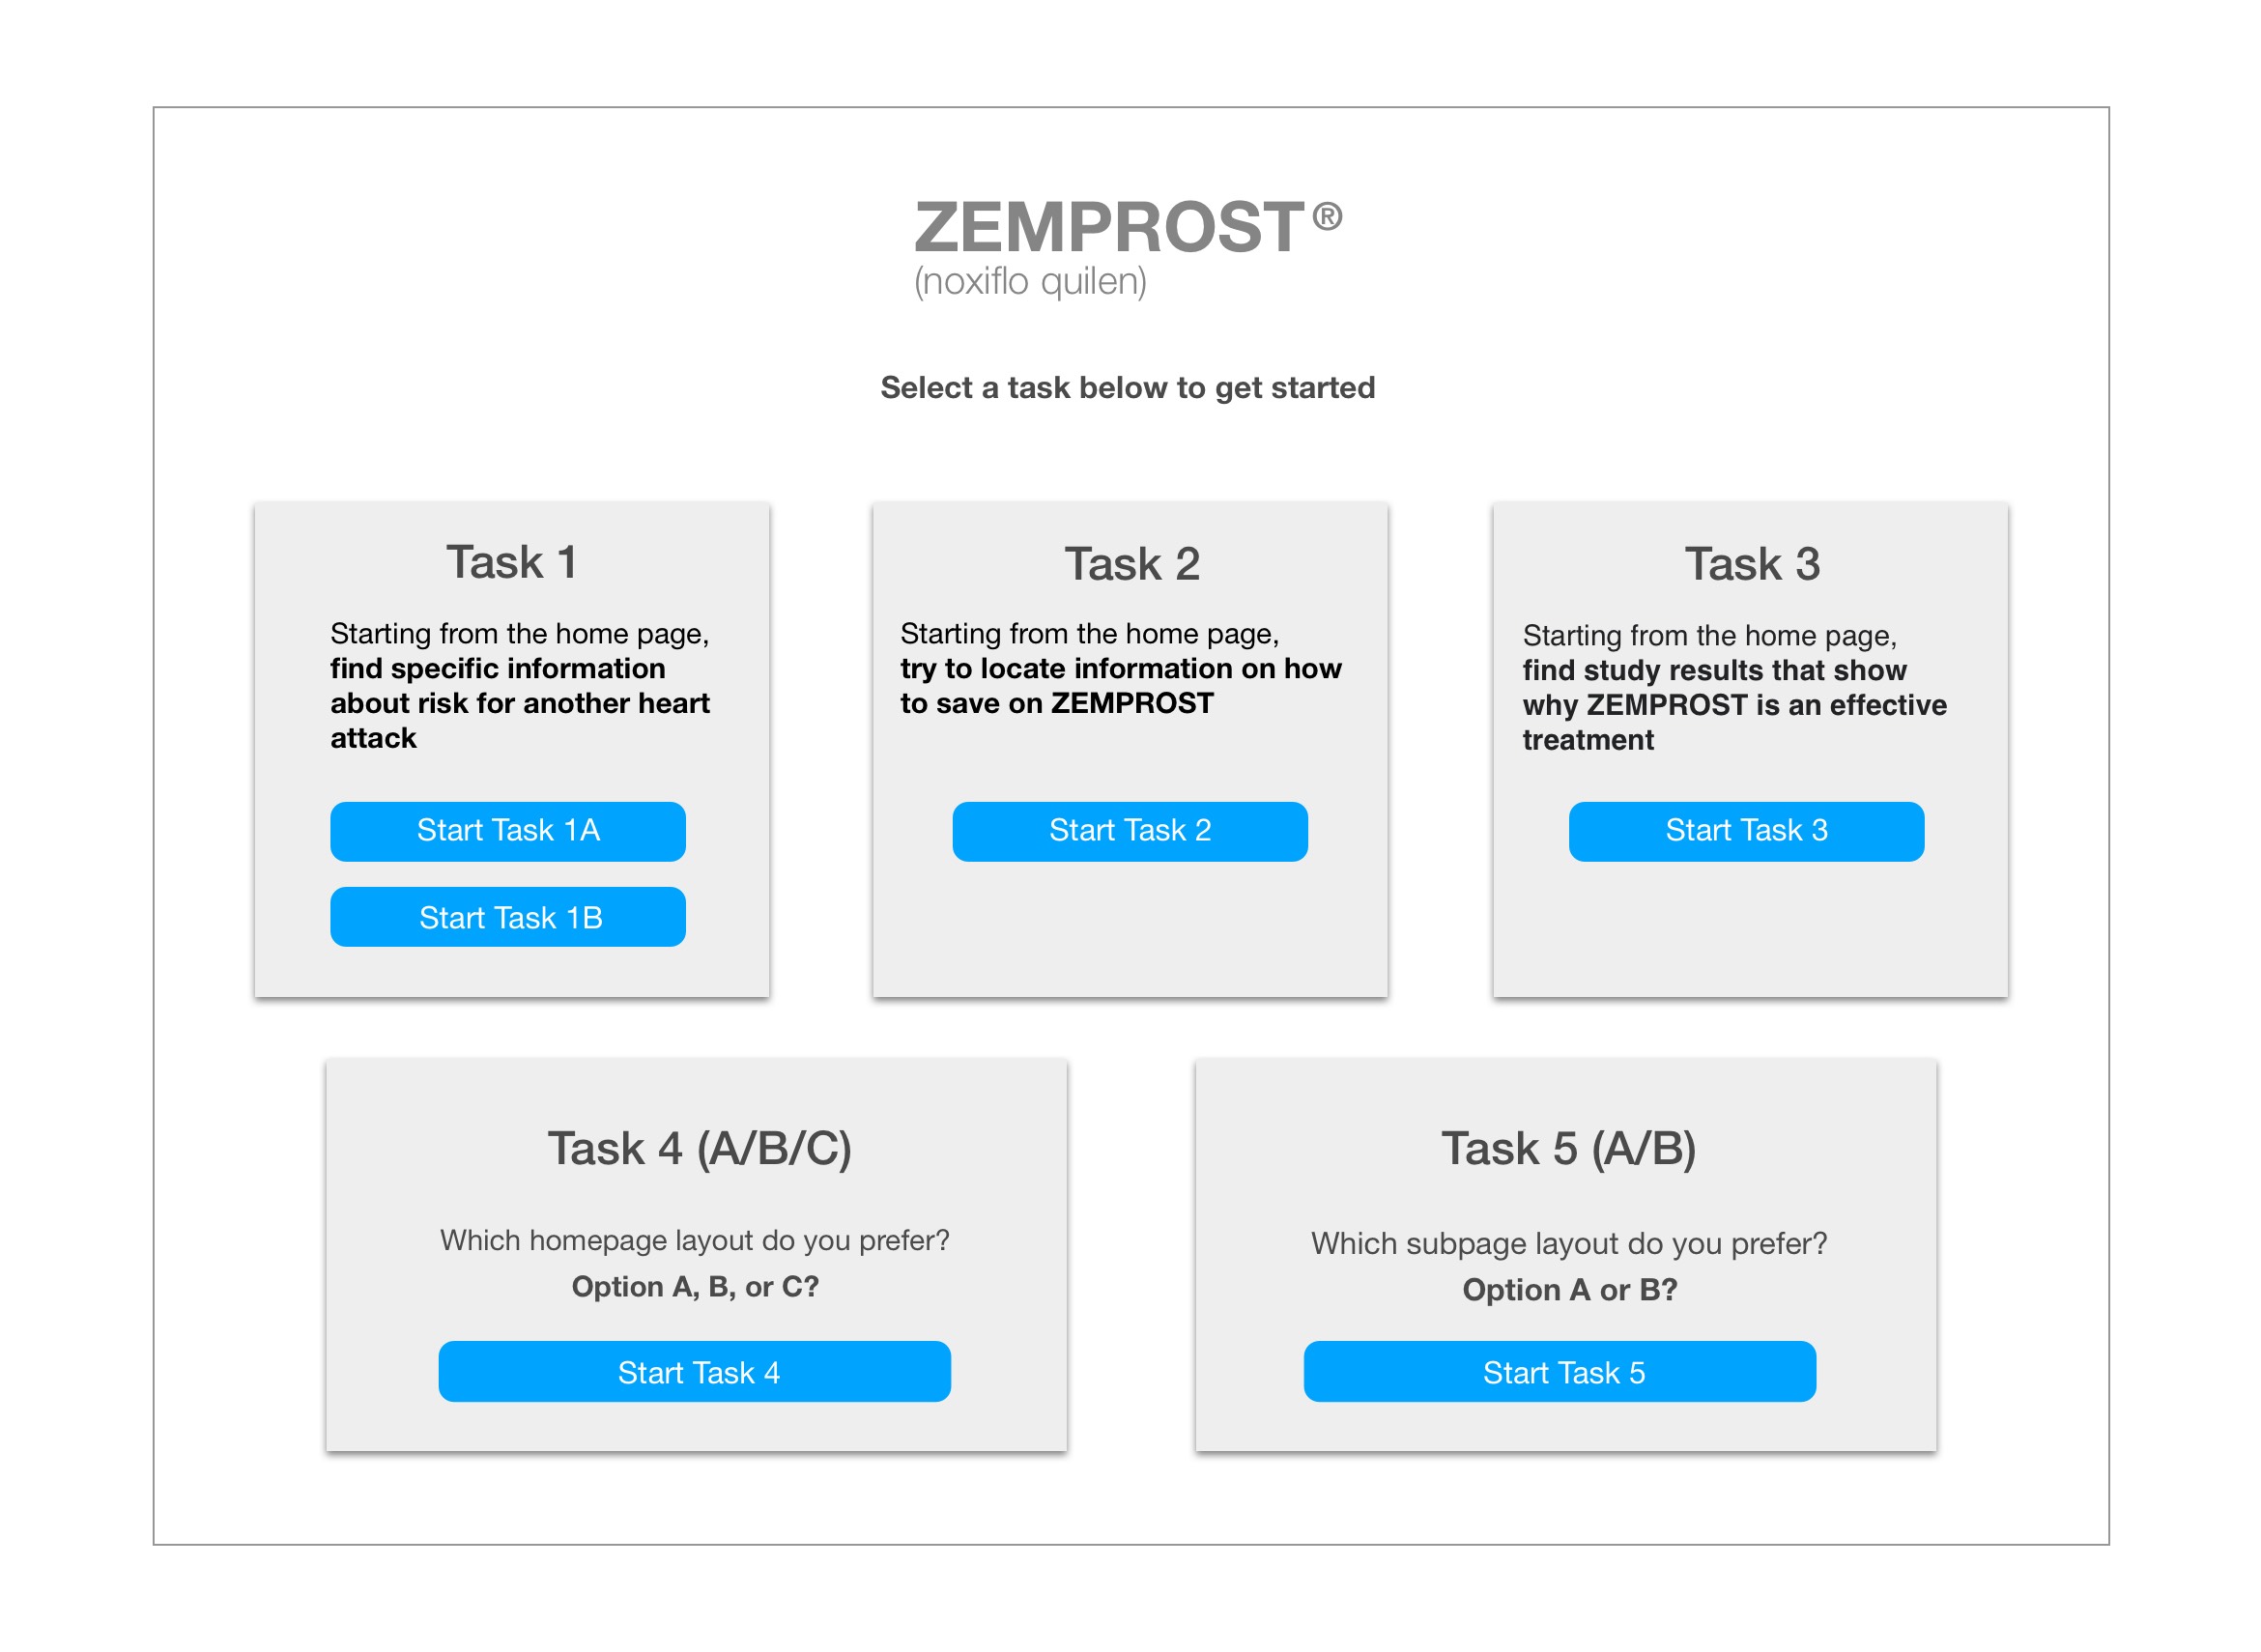 ZEMPROST®
(noxiflo quilen)
Select a task below to get started
Task 1
Starting from the home page,
find specific information
about risk for another heart
attack
Start Task 1A
Start Task 1B
Task 2
Starting from the home page,
try to locate information on how
to save on ZEMPROST
Start Task 2
Task 3
Starting from the home page,
find study results that show
why ZEMPROST is an effective
treatment
Start Task 3
Task 4 (A/B/C)
Which homepage layout do you prefer?
Option A, B, or C?
Start Task 4
Task 5 (A/B)
Which subpage layout do you prefer?
Option A or B?
Start Task 5